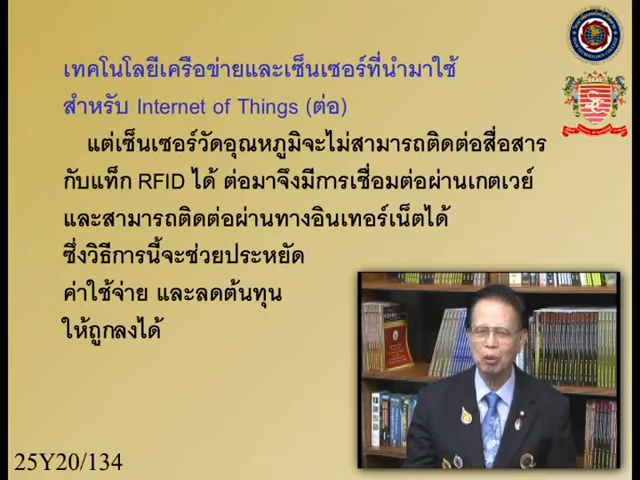 เทคโนโลยีเครือข่ายและเซ็นเซอร์ที่นำมาใช้
สำหรับ Internet of Things (ต่อ)
แต่เซ็นเซอร์วัดอุณหภูมิจะไม่สามารถติดต่อสื่อสาร
กับแท็ก RFID ได้ ต่อมาจึงมีการเชื่อมต่อผ่านเกตเวย์
และสามารถติดต่อผ่านทางอินเทอร์เน็ตได้
ซึ่งวิธีการนี้จะช่วยประหยัด
ค่าใช้จ่าย และลดต้นทุน
ให้ถูกลงได้
25Y20/134